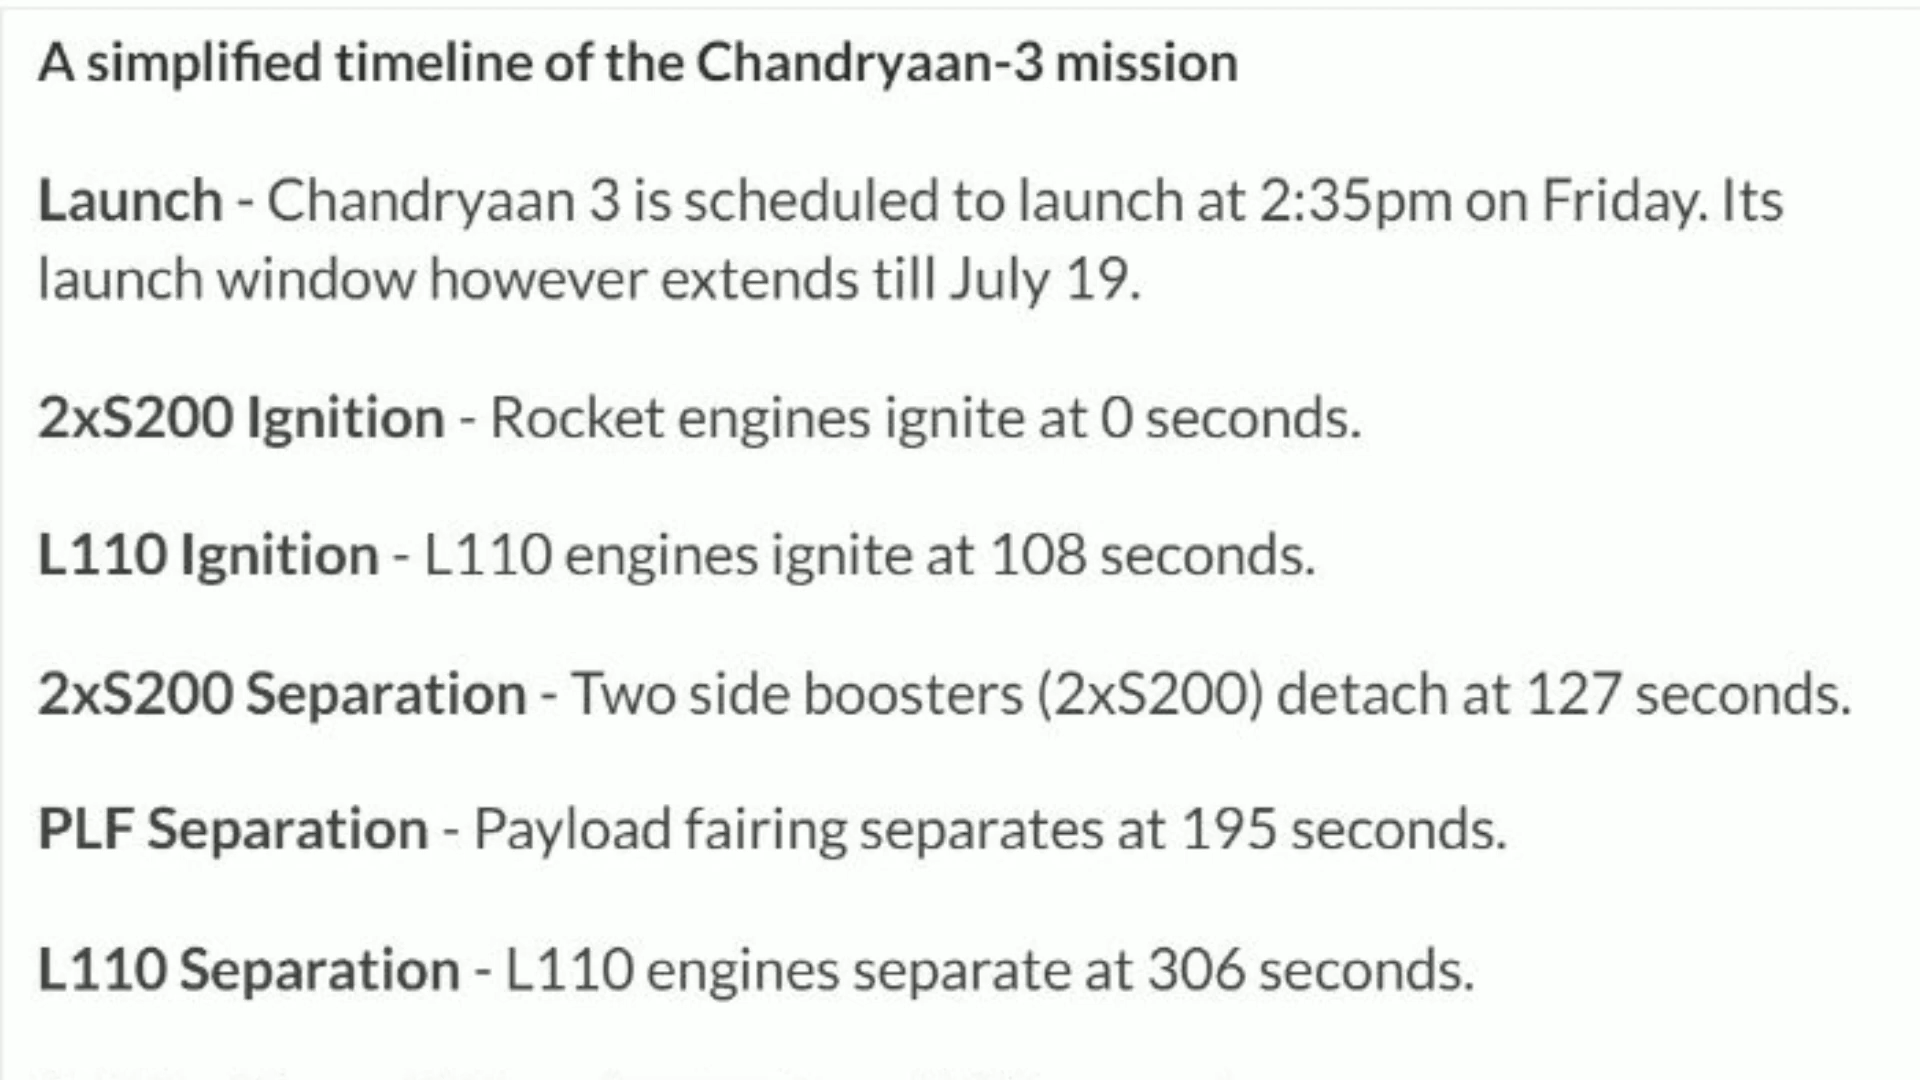 A simplified timeline of the Chandryaan-3 mission
Launch - Chandryaan 3 is scheduled to launch at 2:35pm on Friday. Its
launch window however extends till July 19.
2xS200 Ignition - Rocket engines ignite at 0 seconds.
L110 Ignition - L110 engines ignite at 108 seconds.
2xS200 Separation - Two side boosters (2xS200) detach at 127 seconds.
PLF Separation - Payload fairing separates at 195 seconds.
L110 Separation - L110 engines separate at 306 seconds.